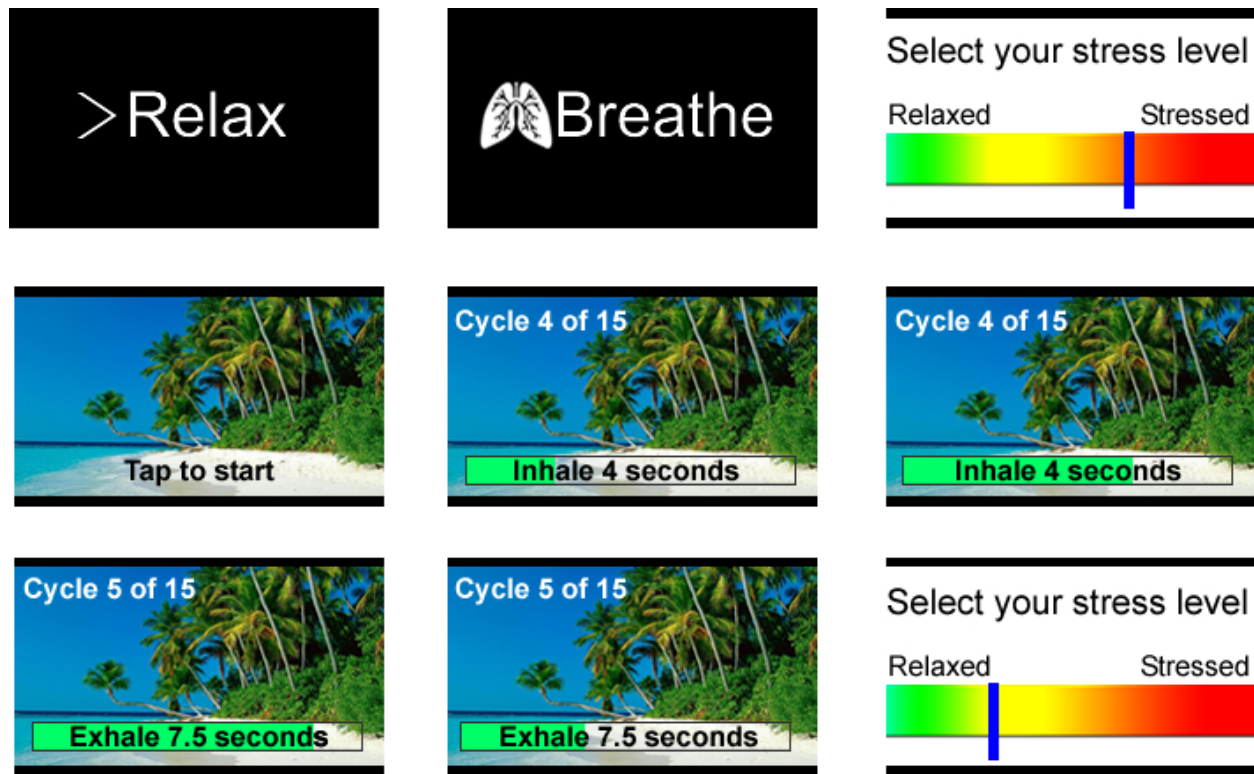 >Relax
Breathe
Select your stress level
Relaxed Stressed
Tap to start
Cycle 4 of 15
Inhale 4 seconds
Cycle 4 of 15
Inhale 4 seconds
Cycle 5 of 15
Exhale 7.5 seconds
Cycle 5 of 15
Exhale 7.5 seconds
Select your stress level
Relaxed Stressed